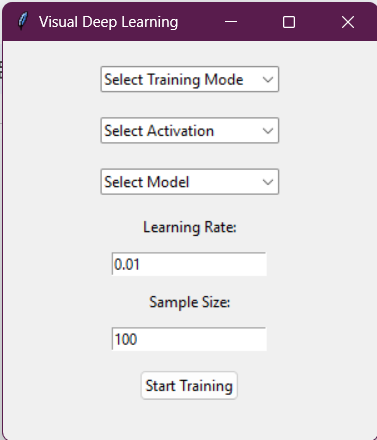 Visual Deep Learning
Select Training Mode
Select Activation
Select Model
Learning Rate:
0.01
Sample Size:
100
Start Training